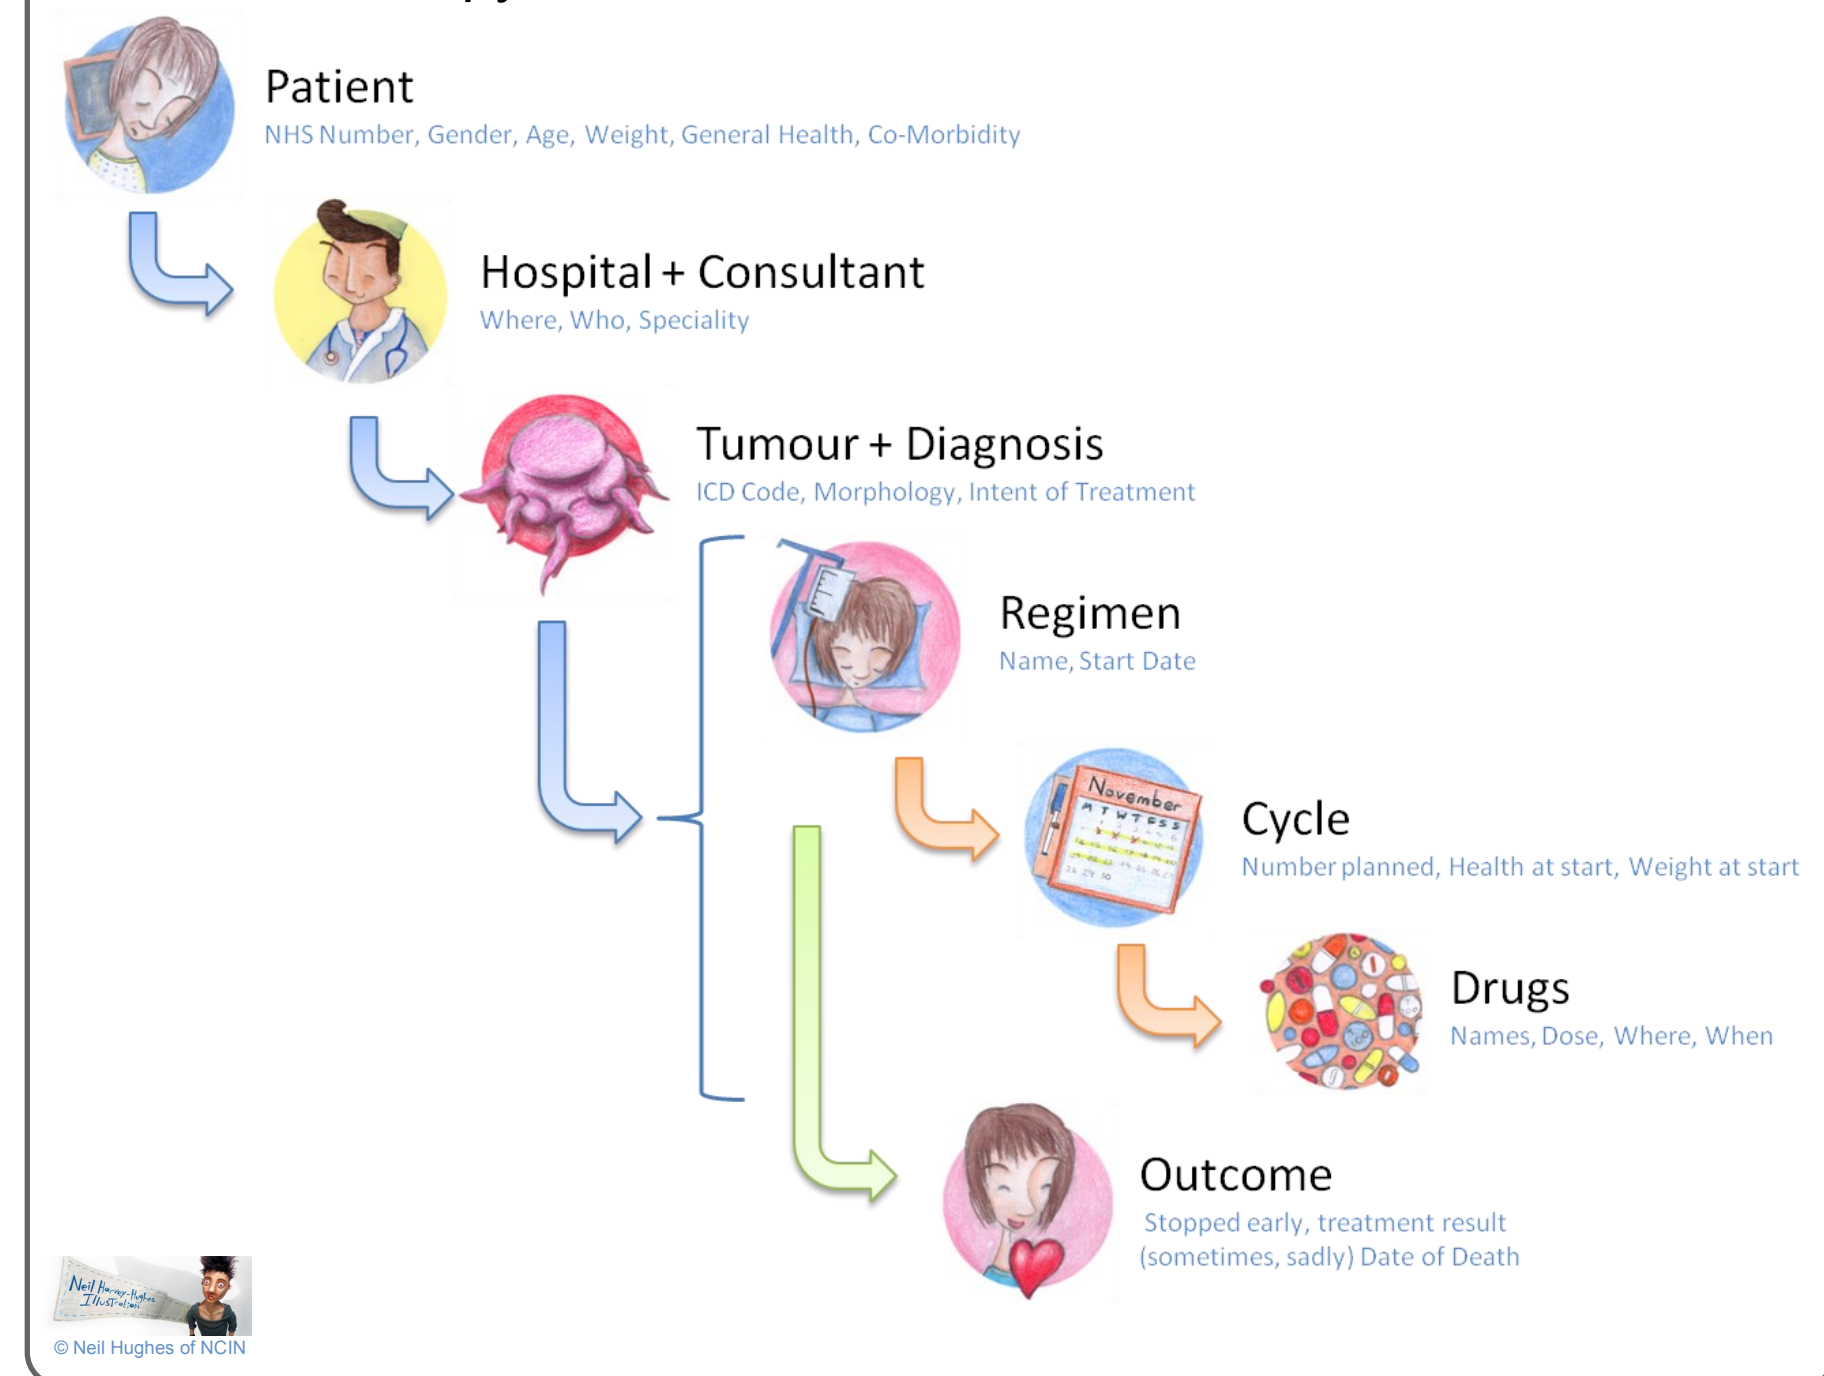 Patient
NHS Number, Gender, Age, Weight, General Health, Co-Morbidity
Hospital + Consultant
Where, Who, Speciality
Tumour + Diagnosis
ICD Code, Morphology, Intent of Treatment
Regimen
Name, Start Date
November
M T W T F S S
Cycle
Number planned, Health at start, Weight at start
Drugs
Names, Dose, Where, When
Outcome
Stopped early, treatment result
(sometimes, sadly) Date of Death
Neil Harvey-Hughes
Illustration
© Neil Hughes of NCIN